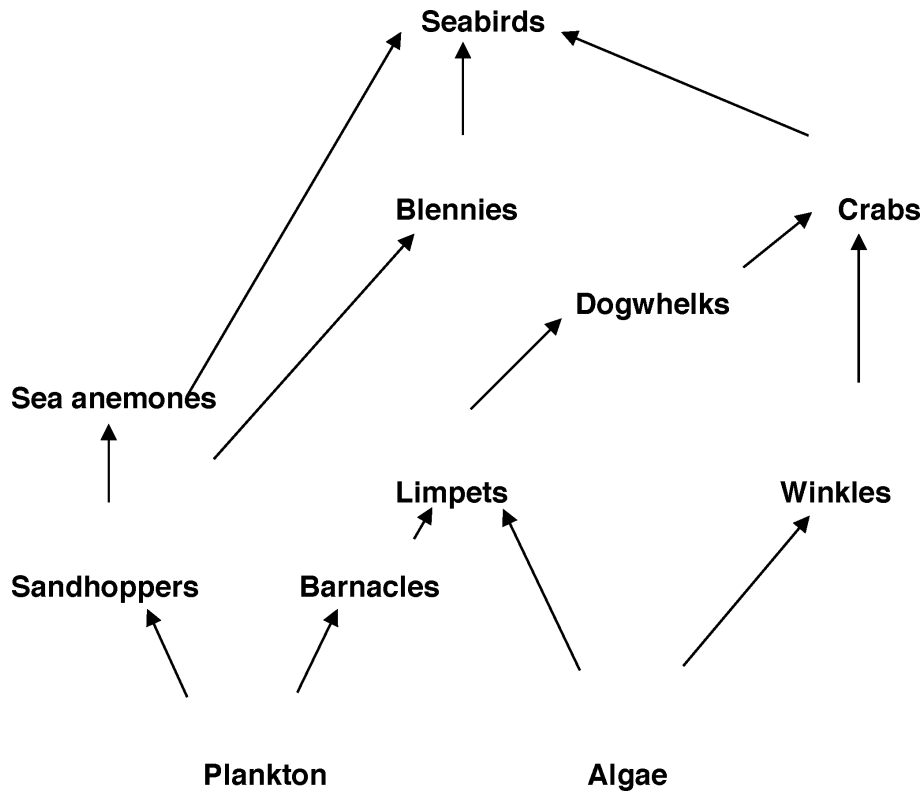 Seabirds
Blennies
Crabs
Dogwhelks
Sea anemones
Limpets
Winkles
Sandhoppers
Barnacles
Plankton
Algae